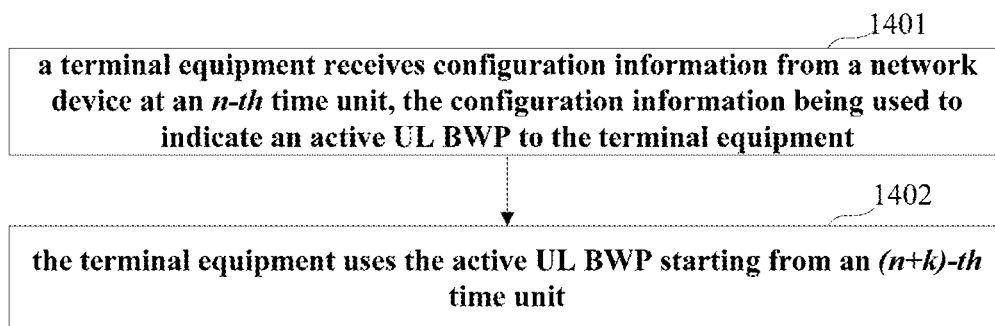 1401
a terminal equipment receives configuration information from a network
device at an n-th time unit, the configuration information being used to
indicate an active UL BWP to the terminal equipment
1402
the terminal equipment uses the active UL BWP starting from an (n+k)-th
time unit